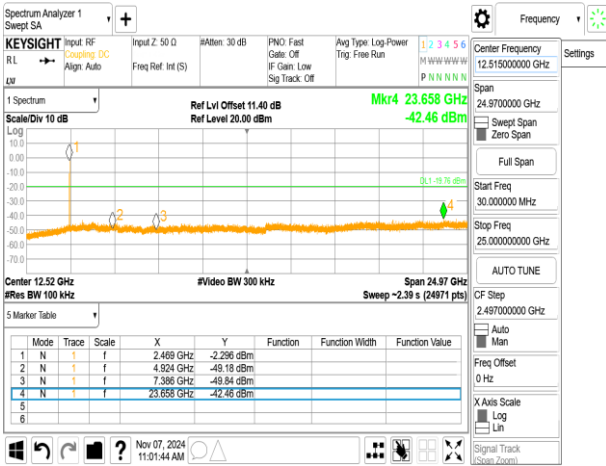 Spectrum Analyzer 1
Swept SA
+
Frequency
Settings
KEYSIGHT
RL
LXI
Input: RF
Coupling: DC
Align: Auto
Input Z: 50 Ω
Freq Ref: Int (S)
#Atten: 30 dB
PNO: Fast
Gate: Off
IF Gain: Low
Sig Track: Off
Avg Type: Log-Power
Trig: Free Run
1 2 3 4 5 6
M W W W W W
P N N N N N
1 Spectrum
Scale/Div 10 dB
Ref Lvl Offset 11.40 dB
Ref Level 20.00 dBm
Mkr4 23.658 GHz
-42.46 dBm
Log
10.0
0.00
-10.0
-20.0
-30.0
-40.0
-50.0
-60.0
-70.0
1
2
3
4
DL1 -19.76 dBm
Center 12.52 GHz
#Res BW 100 kHz
#Video BW 300 kHz
Span 24.97 GHz
Sweep ~2.39 s (24971 pts)
5 Marker Table
Mode Trace Scale X Y Function Function Width Function Value
1 N 1 f 2.469 GHz -2.296 dBm
2 N 1 f 4.924 GHz -49.18 dBm
3 N 1 f 7.386 GHz -49.84 dBm
4 N 1 f 23.658 GHz -42.46 dBm
5
6
?
Nov 07, 2024
11:01:44 AM
Center Frequency
12.515000000 GHz
Span
24.9700000 GHz
Swept Span
Zero Span
Full Span
Start Freq
30.000000 MHz
Stop Freq
25.000000000 GHz
AUTO TUNE
CF Step
2.497000000 GHz
Auto
Man
Freq Offset
0 Hz
X Axis Scale
Log
Lin
Signal Track
(Span Zoom)